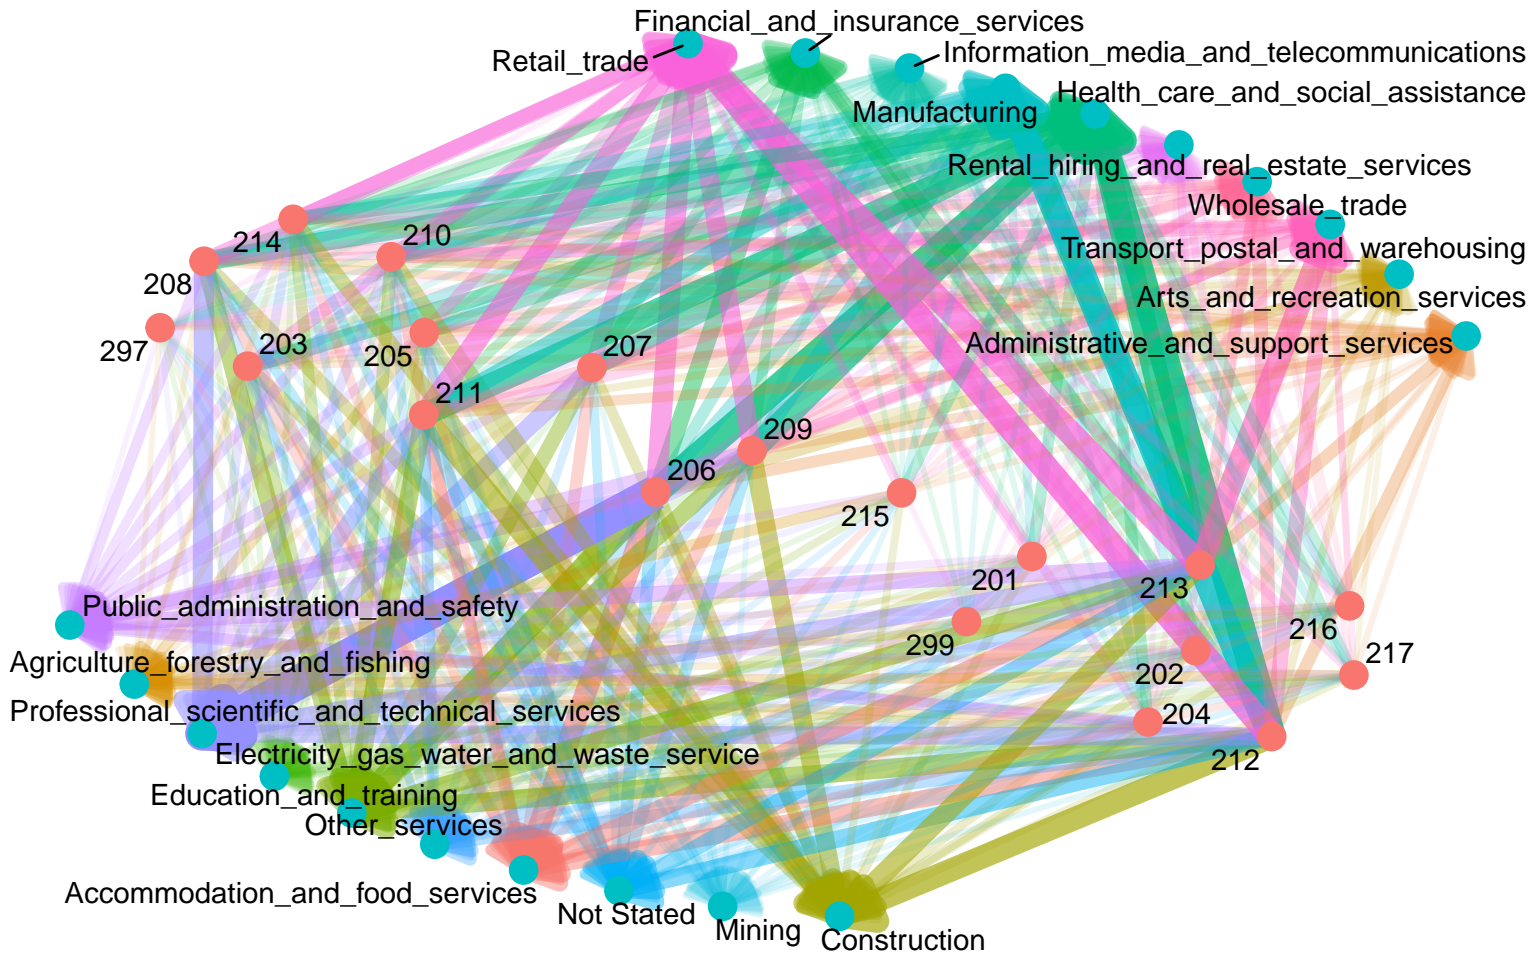 Financial_and_insurance_services
Retail_trade
Information_media_and_telecommunications
Health_care_and_social_assistance
Manufacturing
Rental_hiring_and_real_estate_services
Wholesale_trade
Transport_postal_and_warehousing
Arts_and_recreation_services
Administrative_and_support_services
214
210
208
297
203
205
207
211
209
206
215
201
213
299
216
217
202
204
212
Public_administration_and_safety
Agriculture_forestry_and_fishing
Professional_scientific_and_technical_services
Electricity_gas_water_and_waste_service
Education_and_training
Other_services
Accommodation_and_food_services
Not Stated
Mining
Construction